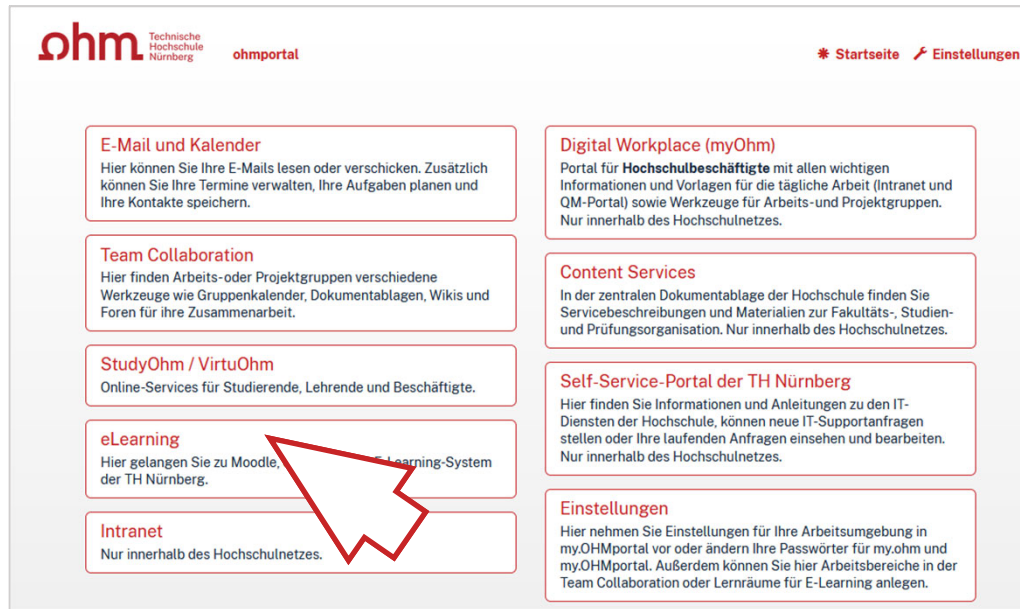 ohm Technische
Hochschule
Nürnberg
ohmportal
Startseite
Einstellungen
E-Mail und Kalender
Hier können Sie Ihre E-Mails lesen oder verschicken. Zusätzlich
können Sie Ihre Termine verwalten, Ihre Aufgaben planen und
Ihre Kontakte speichern.
Team Collaboration
Hier finden Arbeits-oder Projektgruppen verschiedene
Werkzeuge wie Gruppenkalender, Dokumentablagen, Wikis und
Foren für ihre Zusammenarbeit.
StudyOhm / VirtuOhm
Online-Services für Studierende, Lehrende und Beschäftigte.
eLearning
Hier gelangen Sie zu Moodle, E-Learning-System
der TH Nürnberg.
Intranet
Nur innerhalb des Hochschulnetzes.
Digital Workplace (myOhm)
Portal für Hochschulbeschäftigte mit allen wichtigen
Informationen und Vorlagen für die tägliche Arbeit (Intranet und
QM-Portal) sowie Werkzeuge für Arbeits-und Projektgruppen.
Nur innerhalb des Hochschulnetzes.
Content Services
In der zentralen Dokumentablage der Hochschule finden Sie
Servicebeschreibungen und Materialien zur Fakultäts-, Studien-
und Prüfungsorganisation. Nur innerhalb des Hochschulnetzes.
Self-Service-Portal der TH Nürnberg
Hier finden Sie Informationen und Anleitungen zu den IT-
Diensten der Hochschule, können neue IT-Supportanfragen
stellen oder Ihre laufenden Anfragen einsehen und bearbeiten.
Nur innerhalb des Hochschulnetzes.
Einstellungen
Hier nehmen Sie Einstellungen für Ihre Arbeitsumgebung in
my.OHMportal vor oder ändern Ihre Passwörter für my.ohm und
my.OHMportal. Außerdem können Sie hier Arbeitsbereiche in der
Team Collaboration oder Lernräume für E-Learning anlegen.